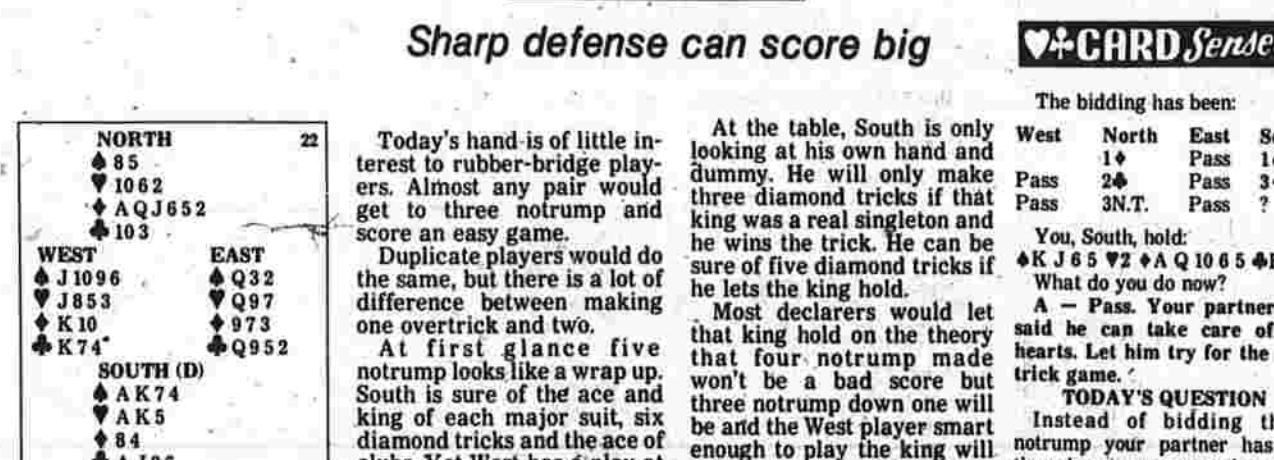 Sharp defense can score big
NORTH 22
♠ 8 5
♥ 10 6 2
♦ A Q J 6 5 2
♣ 10 3
WEST EAST
♠ J 10 9 6 ♠ Q 3 2
♥ J 8 5 3 ♥ Q 9 7
♦ K 10 ♦ 9 7 3
♣ K 7 4 ♣ Q 9 5 2
SOUTH (D)
♠ A K 7 4
♥ A K 5
♦ 8 4
Today's hand is of little in-
terest to rubber-bridge play-
ers. Almost any pair would
get to three notrump and
score an easy game.
Duplicate players would do
the same, but there is a lot of
difference between making
one overtrick and two.
At first glance five
notrump looks like a wrap up.
South is sure of the ace and
king of each major suit, six
diamond tricks and the ace of
At the table, South is only
looking at his own hand and
dummy. He will only make
three diamond tricks if that
king was a real singleton and
he wins the trick. He can be
sure of five diamond tricks if
he lets the king hold.
Most declarers would let
that king hold on the theory
that four notrump made
won't be a bad score but
three notrump down one will
be and the West player smart
enough to play the king will
♥♣CARD Sense
The bidding has been:
West North East
1♦ Pass
Pass 2♣ Pass
Pass 3N.T. Pass ?
You, South, hold:
♠K J 6 5 ♥2 ♦A Q 10 6 5 ♣
What do you do now?
A — Pass. Your partner
said he can take care of
hearts. Let him try for the
trick game.
TODAY'S QUESTION
Instead of bidding
notrump your partner has